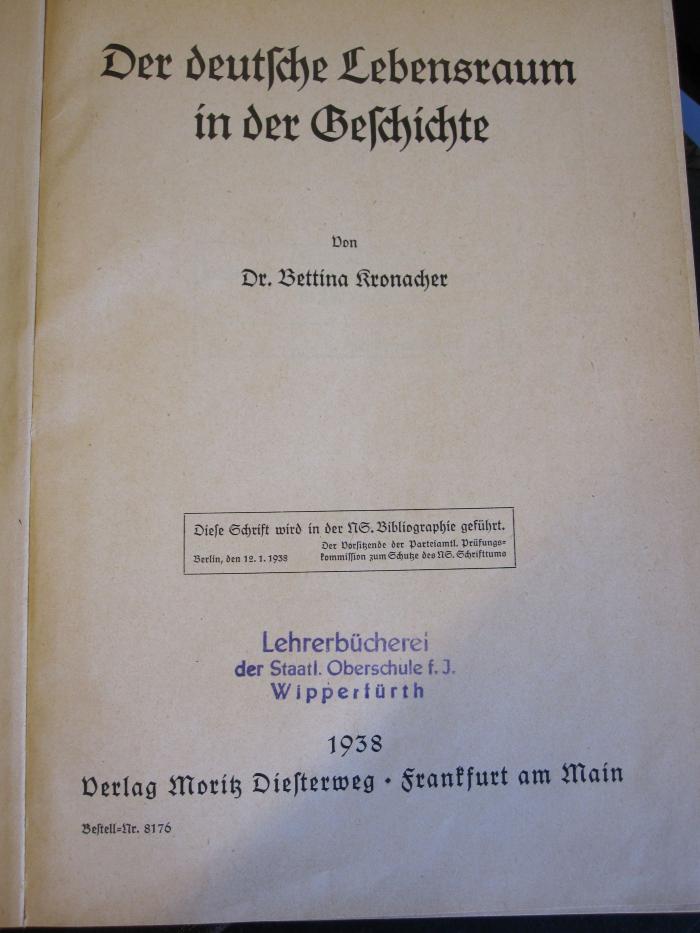 Der deutsche Lebensraum
in der Geschichte
Von
Dr. Bettina Kronacher
Diese Schrift wird in der NS. Bibliographie geführt.
Berlin, den 12. 1. 1938
Der Vorsitzende der Parteiamtl. Prüfungs=
kommission zum Schutze des NS. Schrifttums
Lehrerbücherei
der Staatl. Oberschule f. J.
Wipperfürth
1938
Verlag Moritz Diesterweg · Frankfurt am Main
Bestell=Nr. 8176